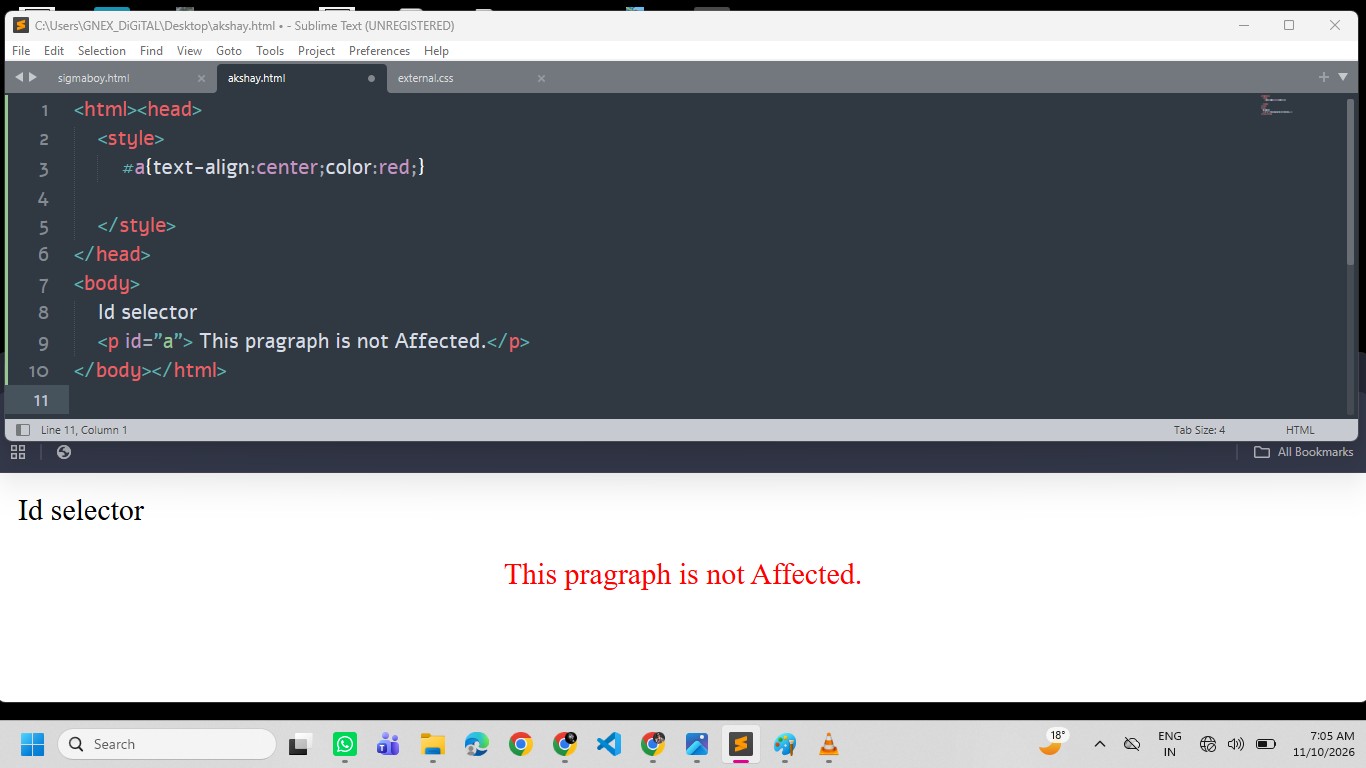 C:\Users\GNEX_DiGiTAL\Desktop\akshay.html • - Sublime Text (UNREGISTERED)
File Edit Selection Find View Goto Tools Project Preferences Help
sigmaboy.html akshay.html external.css
1 <html><head>
2 <style>
3 #a{text-align:center;color:red;}
4
5 </style>
6 </head>
7 <body>
8 Id selector
9 <p id=”a”> This pragraph is not Affected.</p>
10 </body></html>
11
Line 11, Column 1 Tab Size: 4 HTML
All Bookmarks
Id selector
This pragraph is not Affected.
Search 18° ENG IN 7:05 AM
11/10/2026